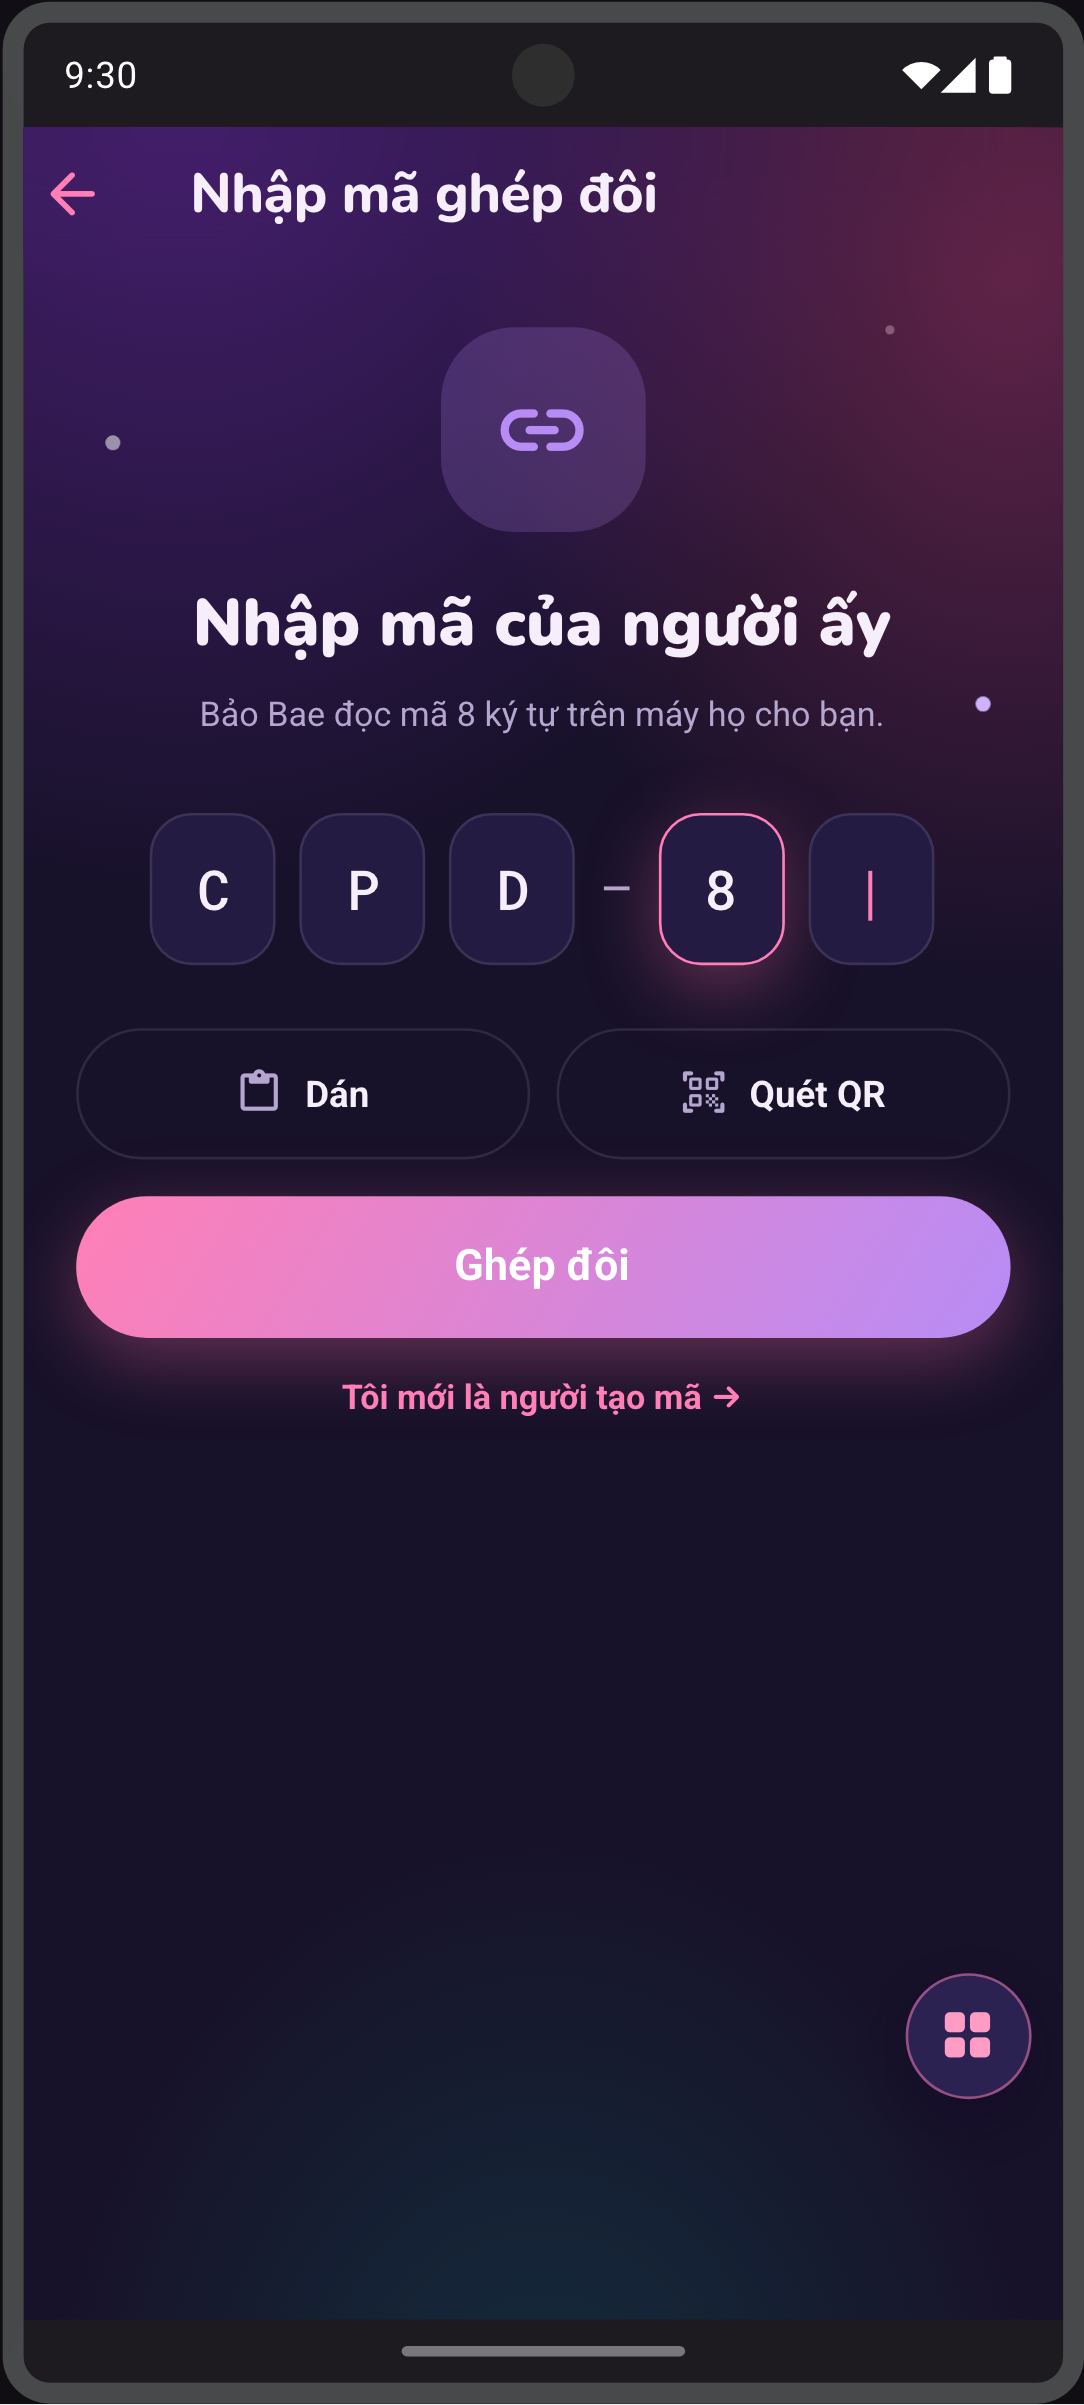 9:30
Nhập mã ghép đôi
Nhập mã của người ấy
Bảo Bae đọc mã 8 ký tự trên máy họ cho bạn.
C P D – 8 |
Dán Quét QR
Ghép đôi
Tôi mới là người tạo mã →